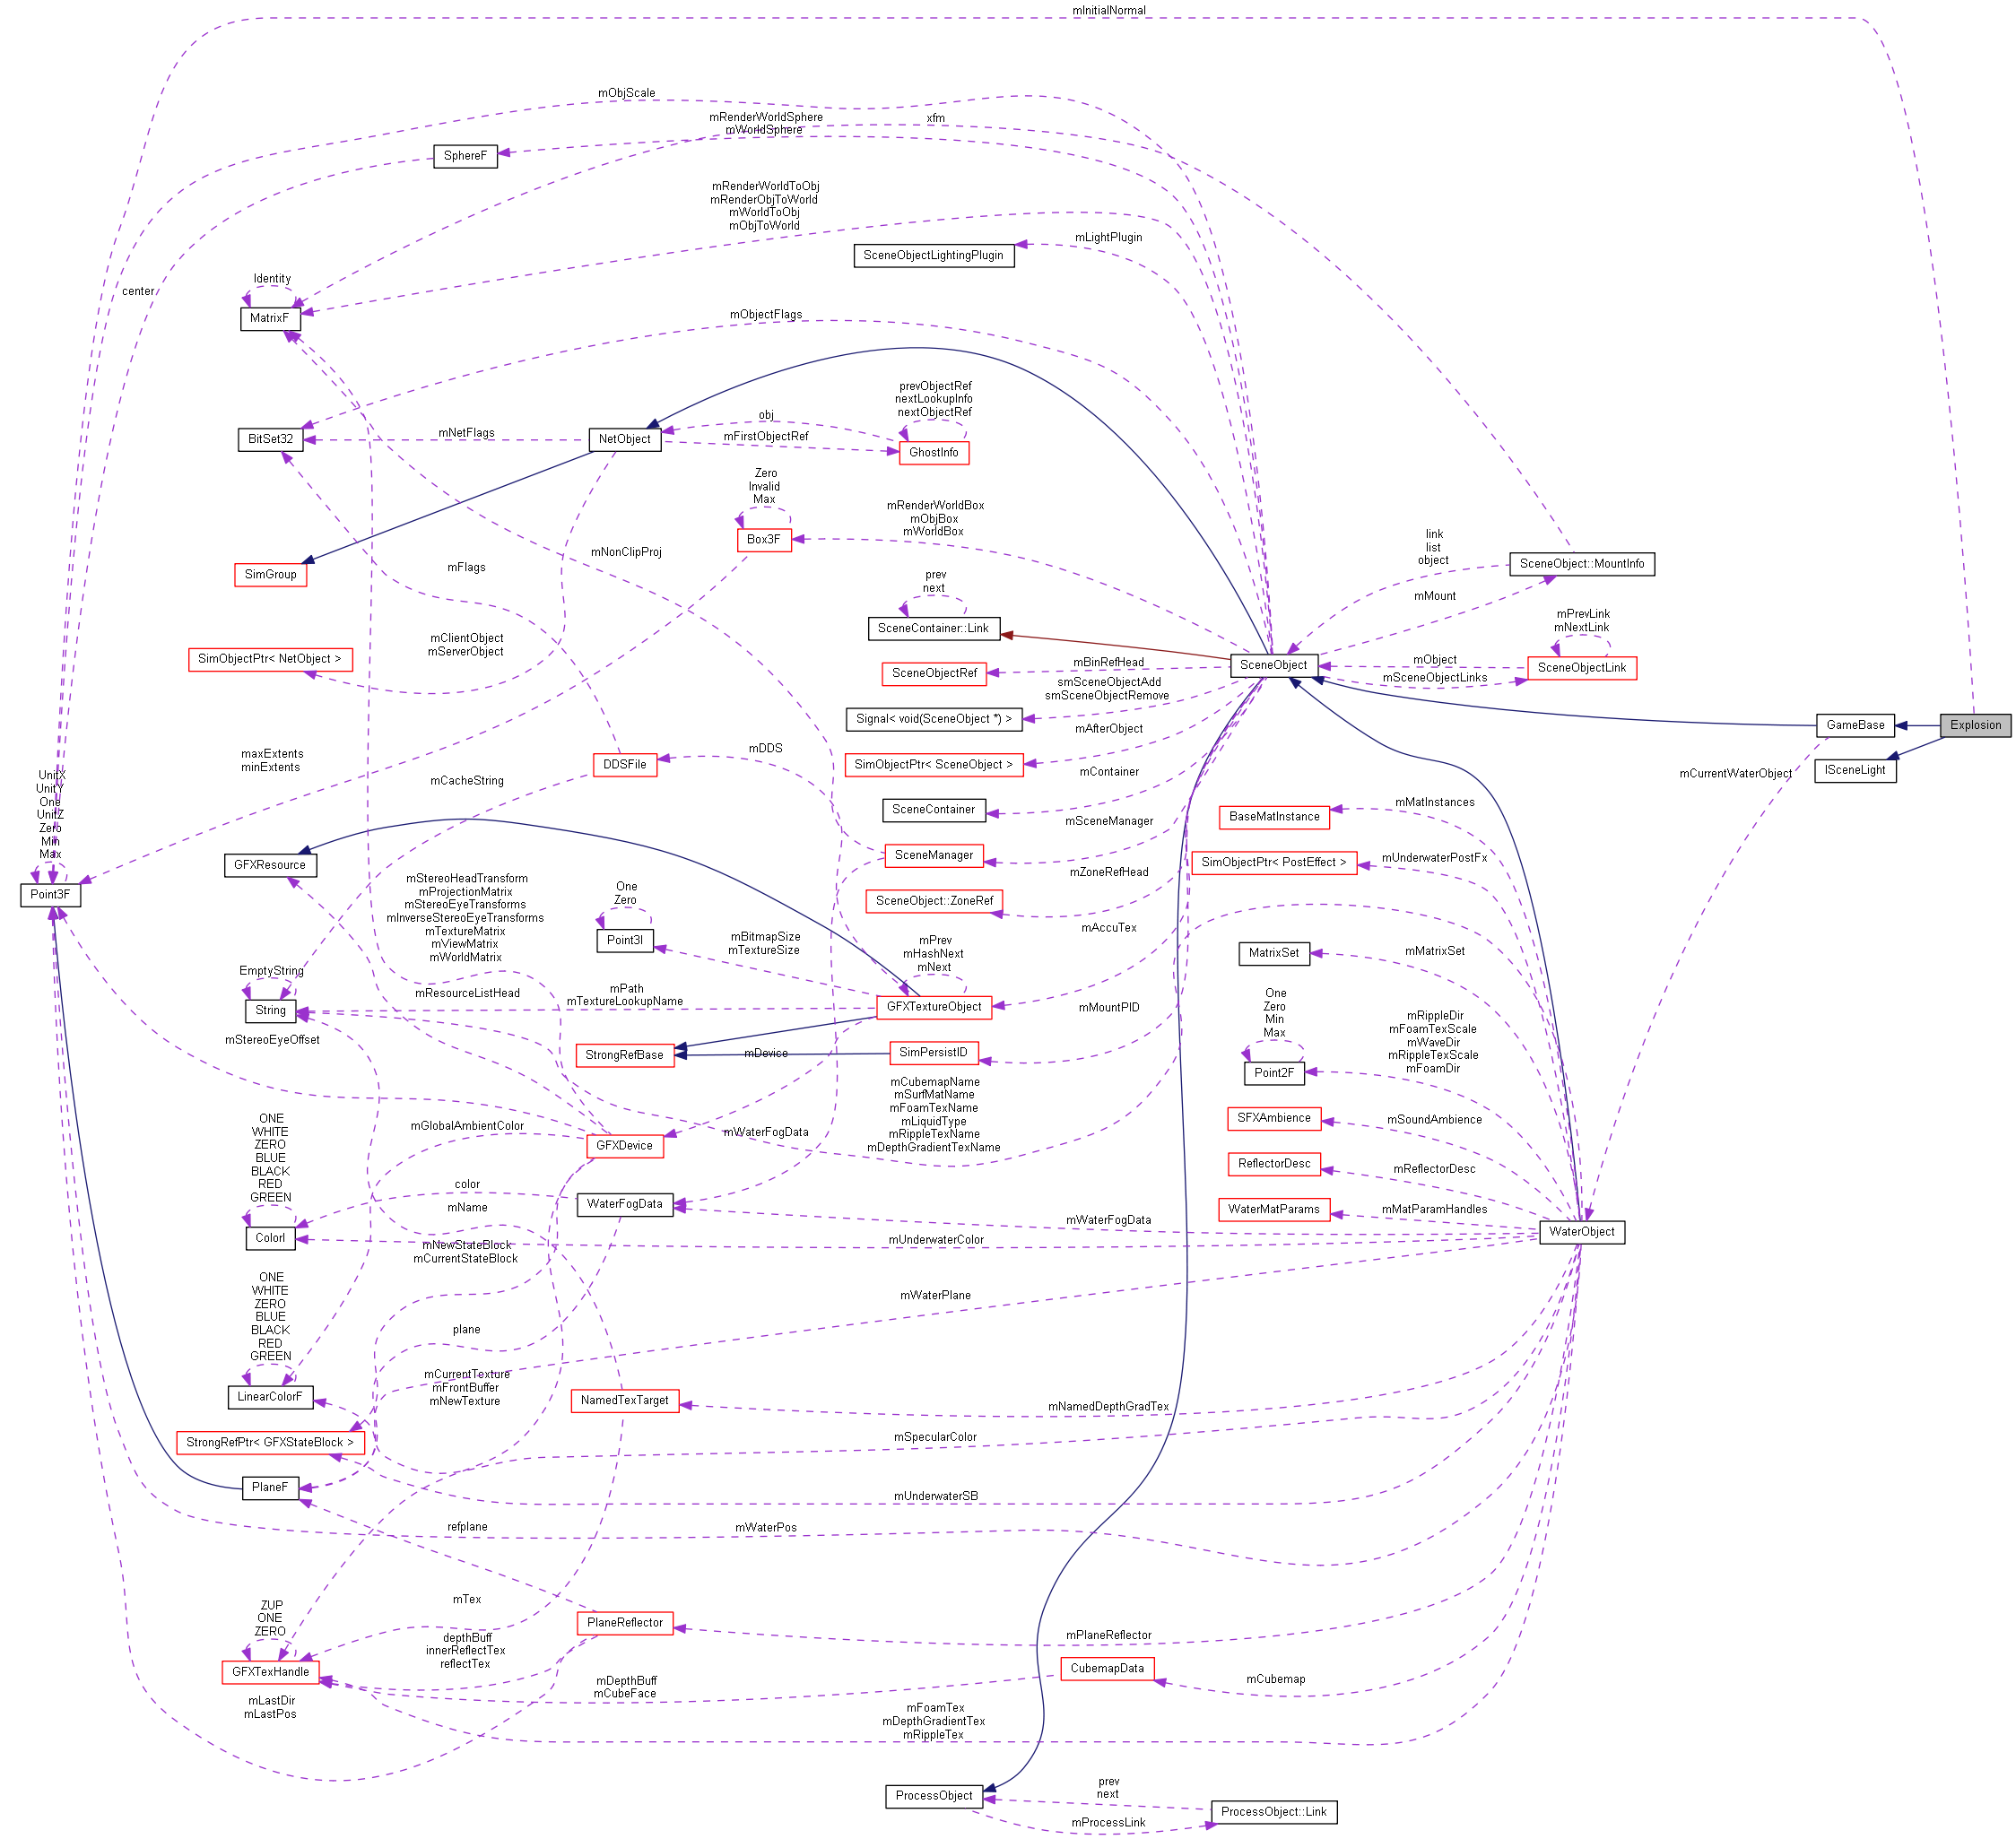 mInitialNormal
mObjScale
mRenderWorldSphere
mWorldSphere
xfm
SphereF
mRenderWorldToObj
mRenderObjToWorld
mWorldToObj
mObjToWorld
mLightPlugin
SceneObjectLightingPlugin
center
Identity
MatrixF
mObjectFlags
prevObjectRef
nextLookupInfo
nextObjectRef
obj
mNetFlags
mFirstObjectRef
BitSet32
NetObject
GhostInfo
Zero
Invalid
Max
mRenderWorldBox
mObjBox
mWorldBox
Box3F
mNonClipProj
link
list
object
SceneObject::MountInfo
mFlags
SimGroup
prev
next
mMount
mPrevLink
mNextLink
SceneContainer::Link
mClientObject
mServerObject
SimObjectPtr< NetObject >
mBinRefHead
SceneObject
mObject
SceneObjectLink
SceneObjectRef
mSceneObjectLinks
smSceneObjectAdd
smSceneObjectRemove
Signal< void(SceneObject *) >
GameBase
Explosion
mAfterObject
maxExtents
minExtents
mDDS
DDSFile
SimObjectPtr< SceneObject >
mContainer
mCurrentWaterObject
ISceneLight
UnitX
UnitY
One
UnitZ
Zero
Min
Max
mCacheString
SceneContainer
mMatInstances
BaseMatInstance
mSceneManager
GFXResource
SceneManager
SimObjectPtr< PostEffect >
mUnderwaterPostFx
Point3F
mStereoHeadTransform
mProjectionMatrix
mStereoEyeTransforms
mInverseStereoEyeTransforms
mTextureMatrix
mViewMatrix
mWorldMatrix
One
Zero
mZoneRefHead
SceneObject::ZoneRef
Point3I
mBitmapSize
mTextureSize
mPrev
mHashNext
mNext
mAccuTex
MatrixSet
mMatrixSet
EmptyString
String
mResourceListHead
mPath
mTextureLookupName
GFXTextureObject
mMountPID
One
Zero
Min
Max
mRippleDir
mFoamTexScale
mWaveDir
mRippleTexScale
mFoamDir
mStereoEyeOffset
StrongRefBase
mDevice
SimPersistID
Point2F
mCubemapName
mSurfMatName
mFoamTexName
mLiquidType
mRippleTexName
mDepthGradientTexName
ONE
WHITE
ZERO
BLUE
BLACK
RED
GREEN
mGlobalAmbientColor
GFXDevice
mWaterFogData
SFXAmbience
mSoundAmbience
ReflectorDesc
mReflectorDesc
color
WaterFogData
mName
WaterMatParams
mMatParamHandles
mWaterFogData
WaterObject
ColorI
mNewStateBlock
mCurrentStateBlock
mUnderwaterColor
ONE
WHITE
ZERO
BLUE
BLACK
RED
GREEN
mWaterPlane
plane
LinearColorF
mCurrentTexture
mFrontBuffer
mNewTexture
NamedTexTarget
mNamedDepthGradTex
StrongRefPtr< GFXStateBlock >
mSpecularColor
PlaneF
mUnderwaterSB
refplane
mWaterPos
mTex
ZUP
ONE
ZERO
PlaneReflector
depthBuff
innerReflectTex
reflectTex
mPlaneReflector
GFXTexHandle
CubemapData
mDepthBuff
mCubeFace
mCubemap
mLastDir
mLastPos
mFoamTex
mDepthGradientTex
mRippleTex
ProcessObject
prev
next
ProcessObject::Link
mProcessLink